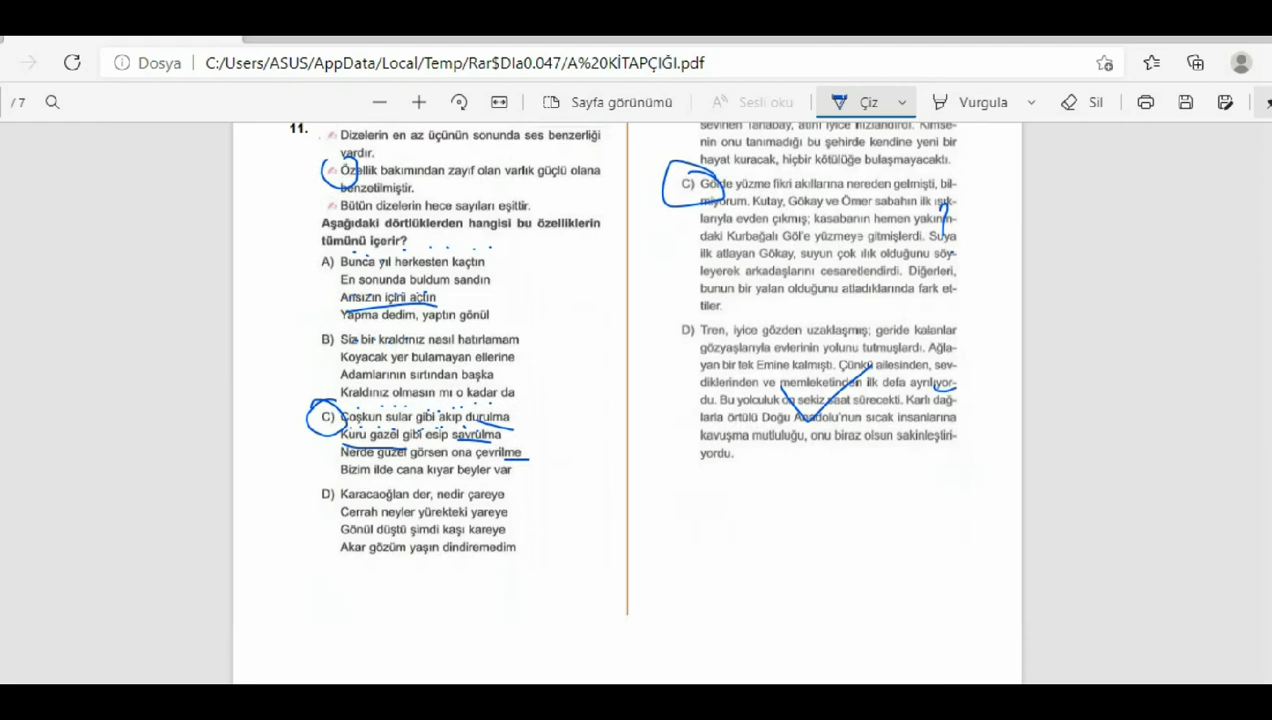 Dosya
C:/Users/ASUS/AppData/Local/Temp/Rar$DIa0.047/A%20KİTAPÇIĞI.pdf
/7
Sayfa görünümü
Sesli oku
Çiz
Vurgula
Sil
11.
Dizelerin en az üçünün sonunda ses benzerliği
vardır.
Özellik bakımından zayıf olan varlık güçlü olana
benzetilmiştir.
Bütün dizelerin hece sayıları eşittir.
Aşağıdaki dörtlüklerden hangisi bu özelliklerin
tümünü içerir?
A) Bunca yıl herkesten kaçtın
En sonunda buldum sandın
Ansızın içini açtın
Yapma dedim, yaptın gönül
B) Siz bir kraldınız nasıl hatırlamam
Koyacak yer bulamayan ellerine
Adamlarının sırtından başka
Kraldınız olmasın mı o kadar da
C) Coşkun sular gibi akıp durulma
Kuru gazel gibi esip savrulma
Nerde güzel görsen ona çevrilme
Bizim ilde cana kıyar beyler var
D) Karacaoğlan der, nedir çareye
Cerrah neyler yürekteki yareye
Gönül düştü şimdi kaşı kareye
Akar gözüm yaşın dindiremedim
sevinen Tanabay, atını iyice hızlandırdı. Kimse-
nin onu tanımadığı bu şehirde kendine yeni bir
hayat kuracak, hiçbir kötülüğe bulaşmayacaktı.
C) Gölde yüzme fikri akıllarına nereden gelmişti, bil-
miyorum. Kutay, Gökay ve Ömer sabahın ilk ışık-
larıyla evden çıkmış; kasabanın hemen yakının-
daki Kurbağalı Göl'e yüzmeye gitmişlerdi. Suya
ilk atlayan Gökay, suyun çok ılık olduğunu söy-
leyerek arkadaşlarını cesaretlendirdi. Diğerleri,
bunun bir yalan olduğunu atladıklarında fark et-
tiler.
D) Tren, iyice gözden uzaklaşmış; geride kalanlar
gözyaşlarıyla evlerinin yolunu tutmuşlardı. Ağla-
yan bir tek Emine kalmıştı. Çünkü ailesinden, sev-
diklerinden ve memleketinden ilk defa ayrılıyor-
du. Bu yolculuk on sekiz saat sürecekti. Karlı dağ-
larla örtülü Doğu Anadolu'nun sıcak insanlarına
kavuşma mutluluğu, onu biraz olsun sakinleştiri-
yordu.